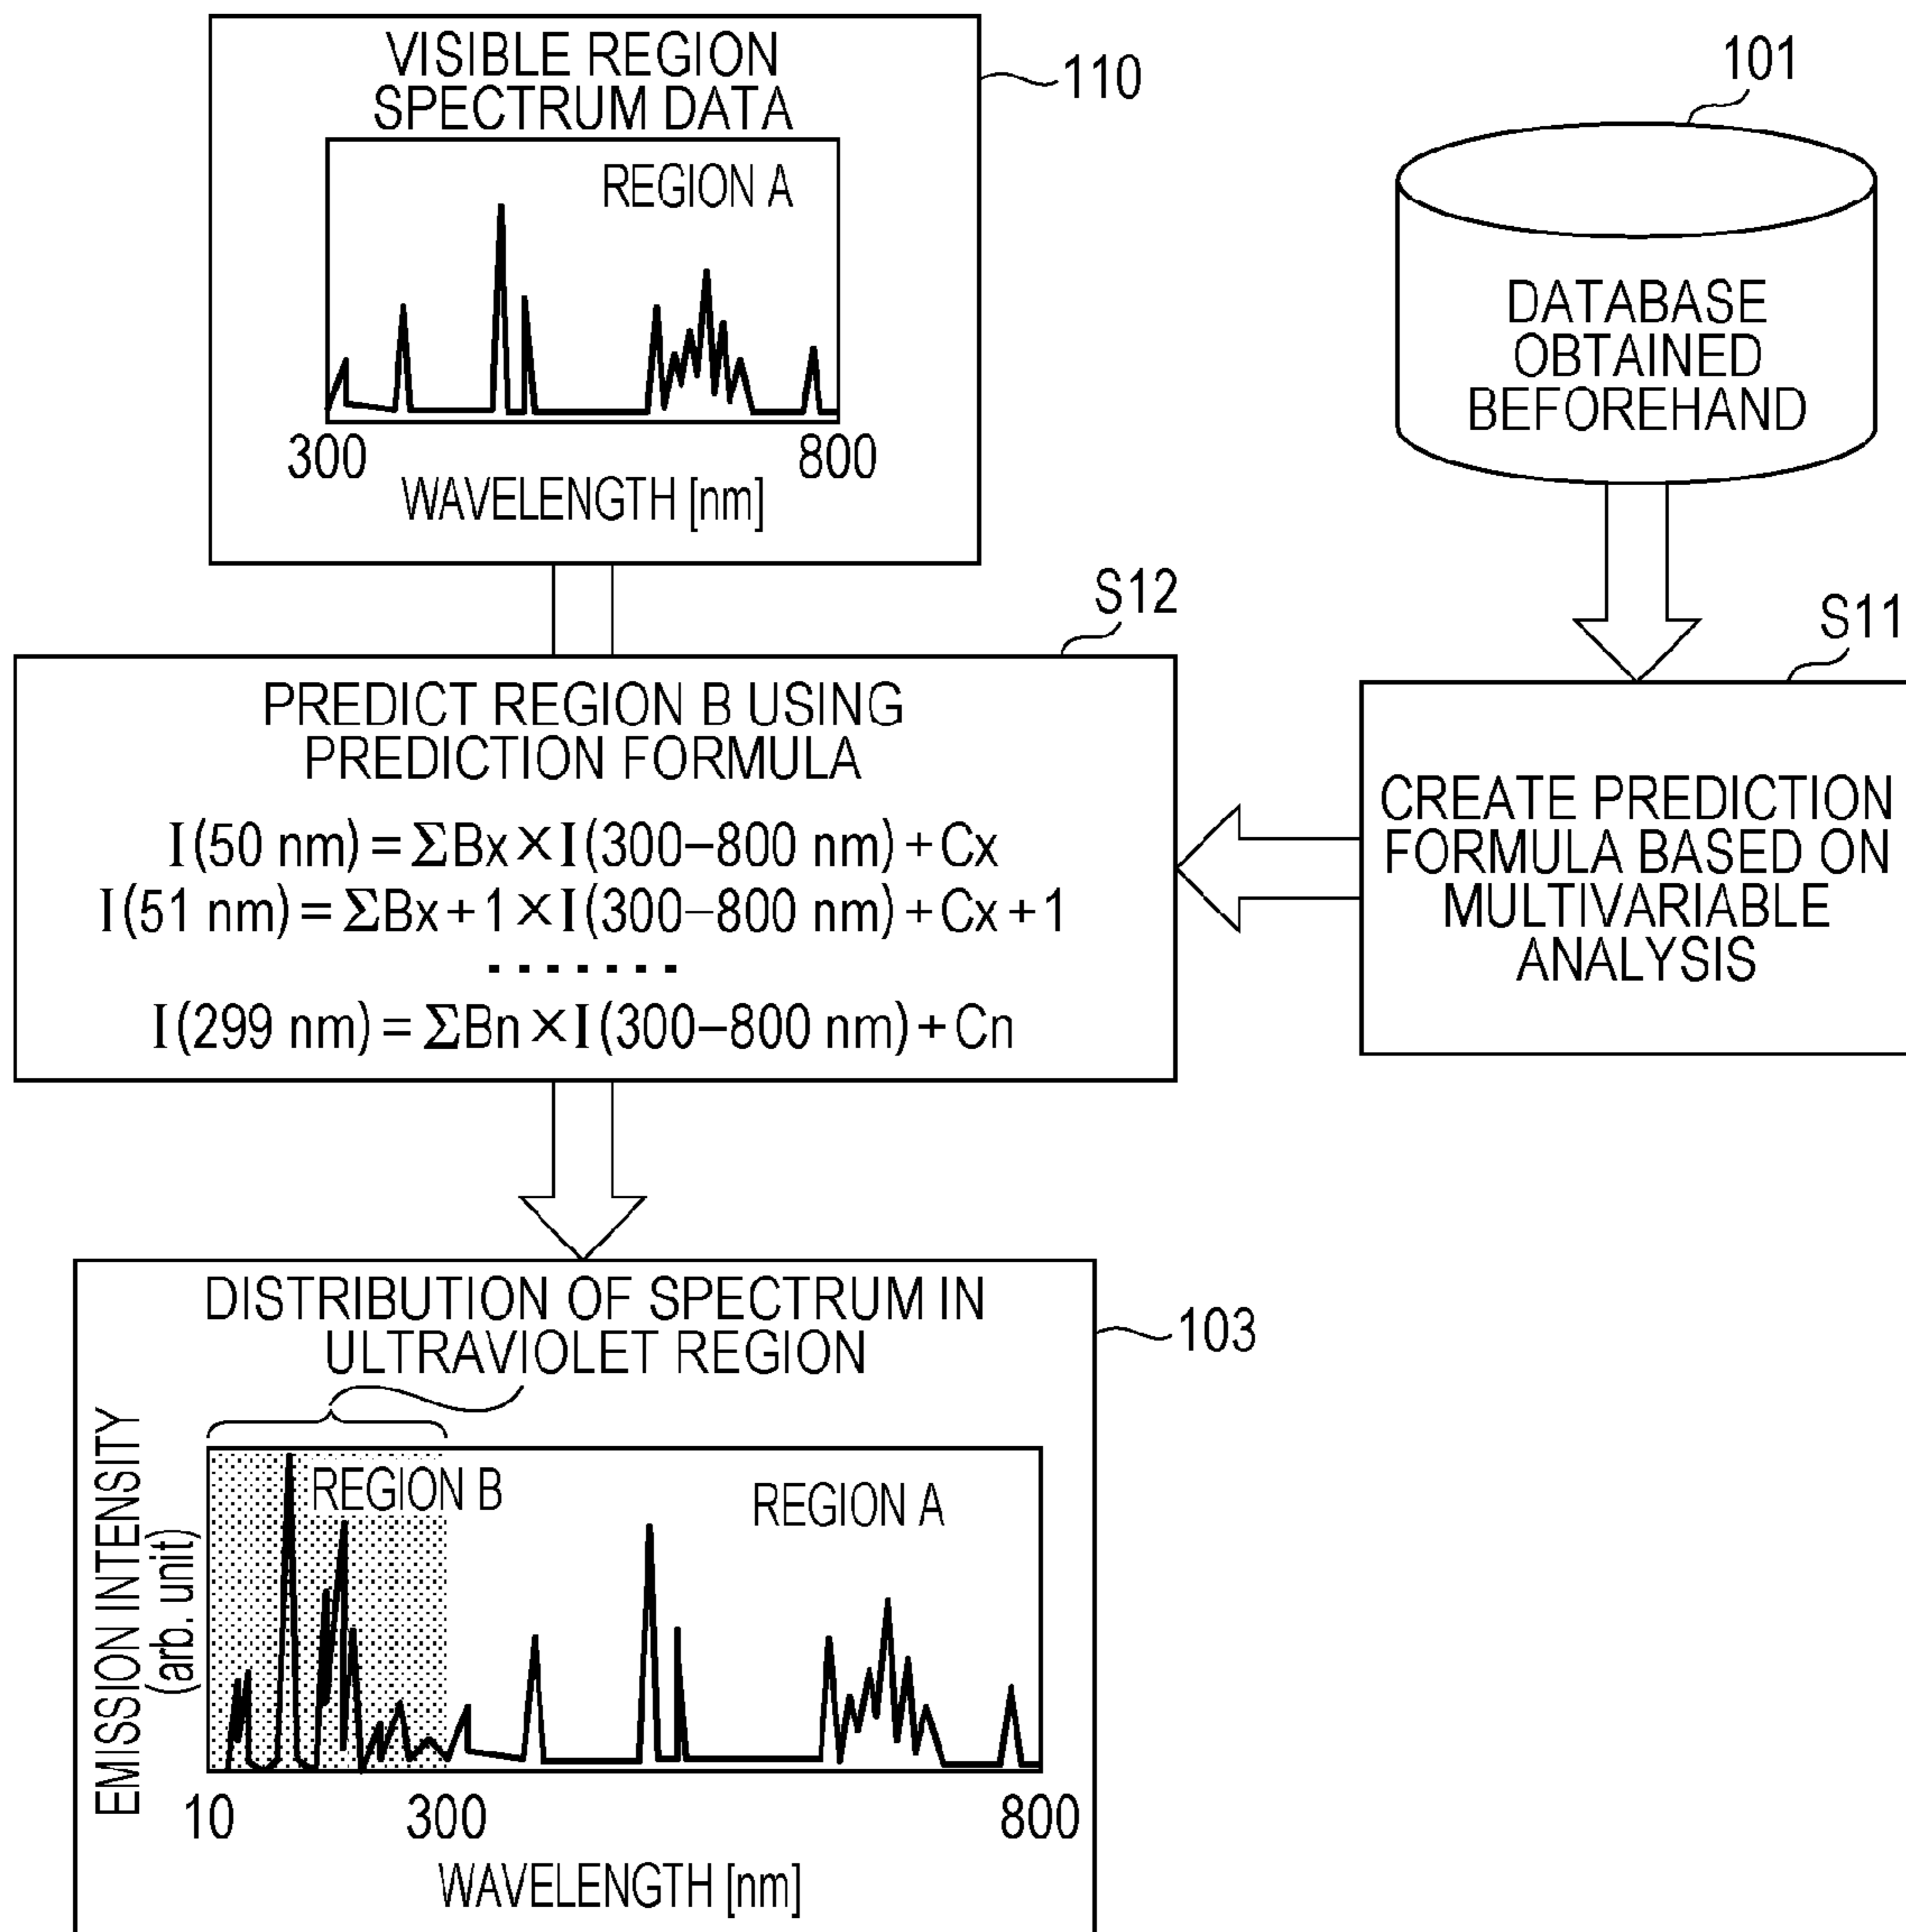 VISIBLE REGION
SPECTRUM DATA
110
REGION A
300
800
WAVELENGTH [nm]
101
DATABASE
OBTAINED
BEFOREHAND
S12
PREDICT REGION B USING
PREDICTION FORMULA
I (50 nm) = ΣBx × I (300–800 nm) + Cx
I (51 nm) = ΣBx + 1 × I (300–800 nm) + Cx + 1
.......
I (299 nm) = ΣBn × I (300–800 nm) + Cn
S11
CREATE PREDICTION
FORMULA BASED ON
MULTIVARIABLE
ANALYSIS
DISTRIBUTION OF SPECTRUM IN
ULTRAVIOLET REGION
103
EMISSION INTENSITY
(arb. unit)
REGION B
REGION A
10
300
800
WAVELENGTH [nm]